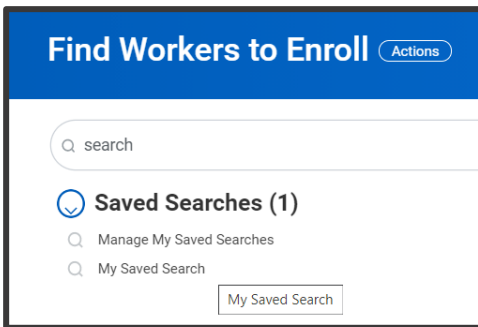 Find Workers to Enroll Actions
search
Saved Searches (1)
Manage My Saved Searches
My Saved Search
My Saved Search